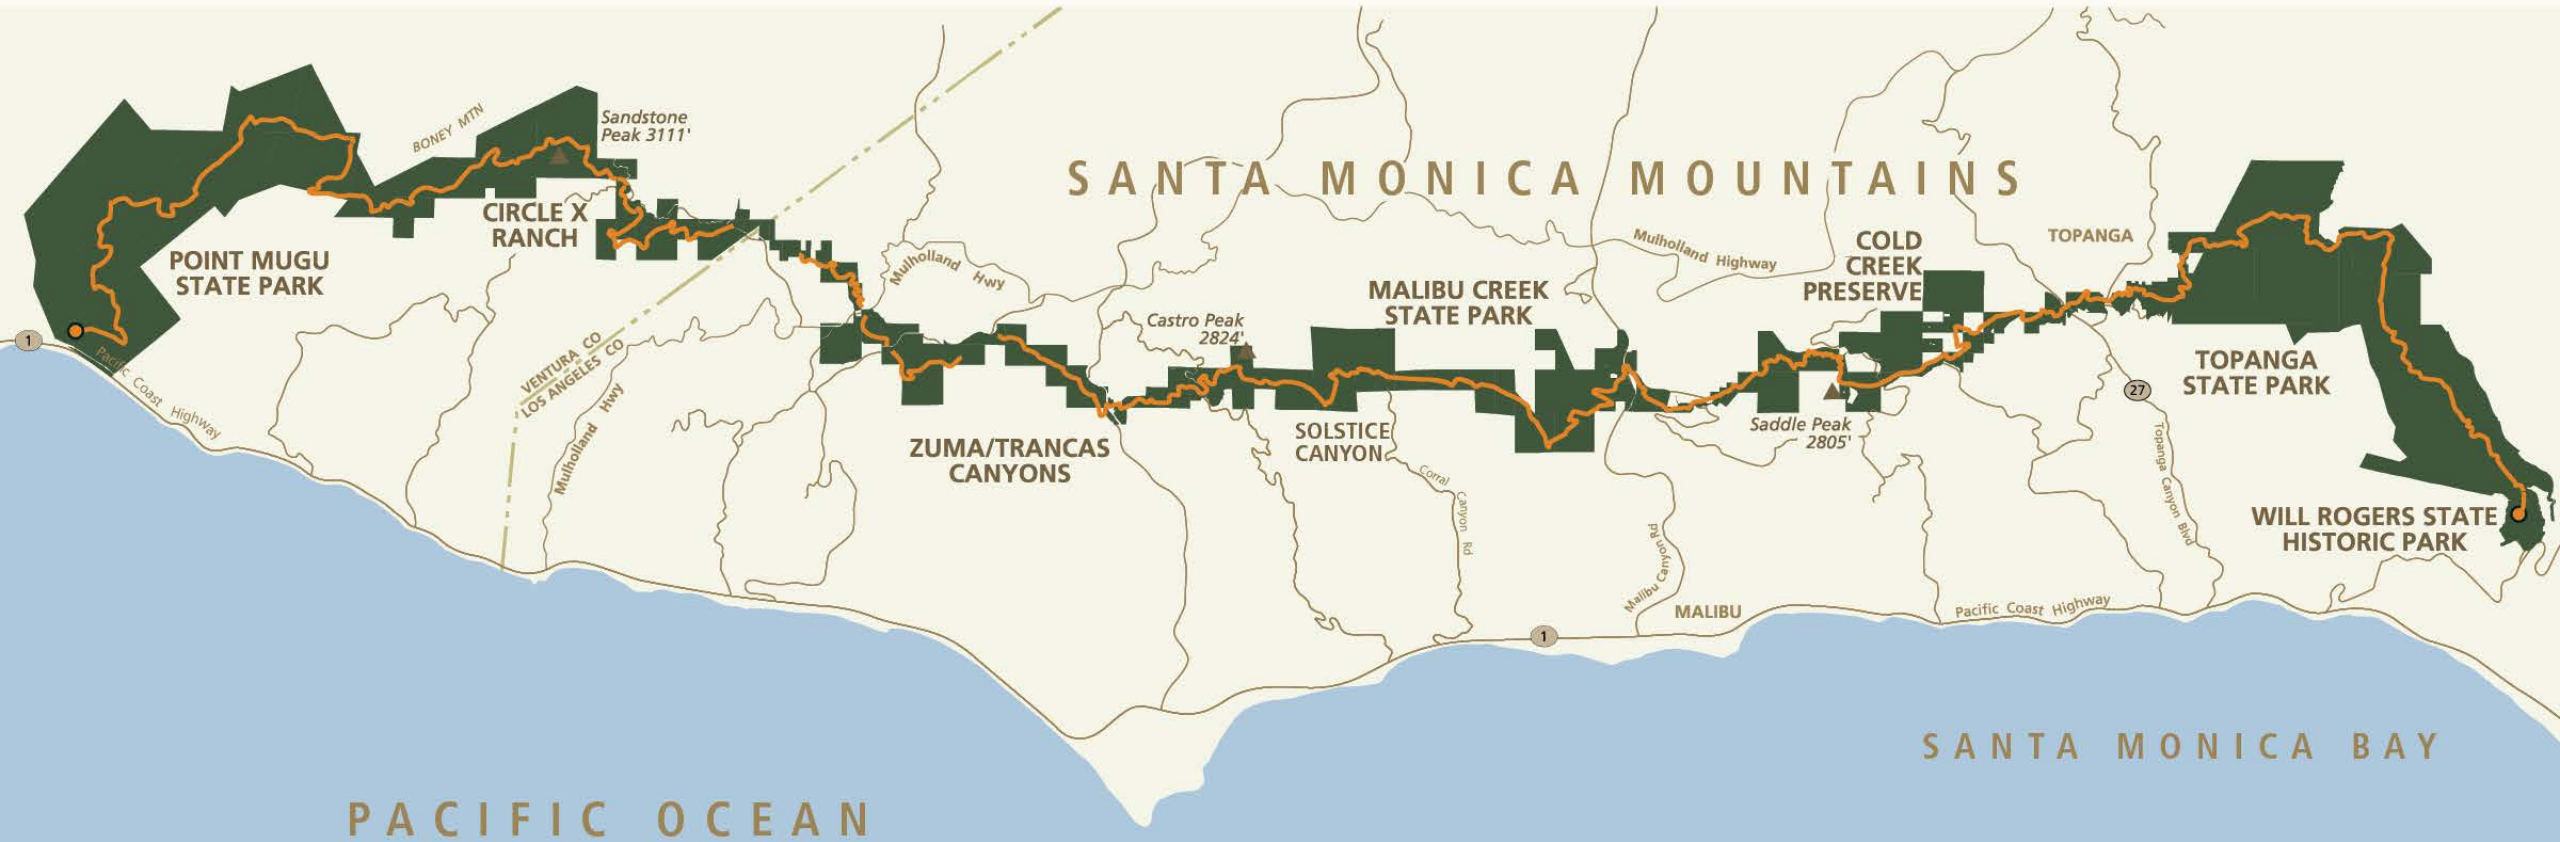 BONEY MTN
Sandstone
Peak 3111'
SANTA MONICA MOUNTAINS
CIRCLE X
RANCH
POINT MUGU
STATE PARK
1
Pacific Coast Highway
VENTURA CO
LOS ANGELES CO
Mulholland Hwy
Mulholland Hwy
ZUMA/TRANCAS
CANYONS
Castro Peak
2824'
SOLSTICE
CANYON
Corral Canyon Rd
MALIBU CREEK
STATE PARK
Mulholland Highway
COLD
CREEK
PRESERVE
TOPANGA
Saddle Peak
2805'
27
Topanga Canyon Blvd
TOPANGA
STATE PARK
WILL ROGERS STATE
HISTORIC PARK
Malibu Canyon Rd
MALIBU
1
Pacific Coast Highway
SANTA MONICA BAY
PACIFIC OCEAN